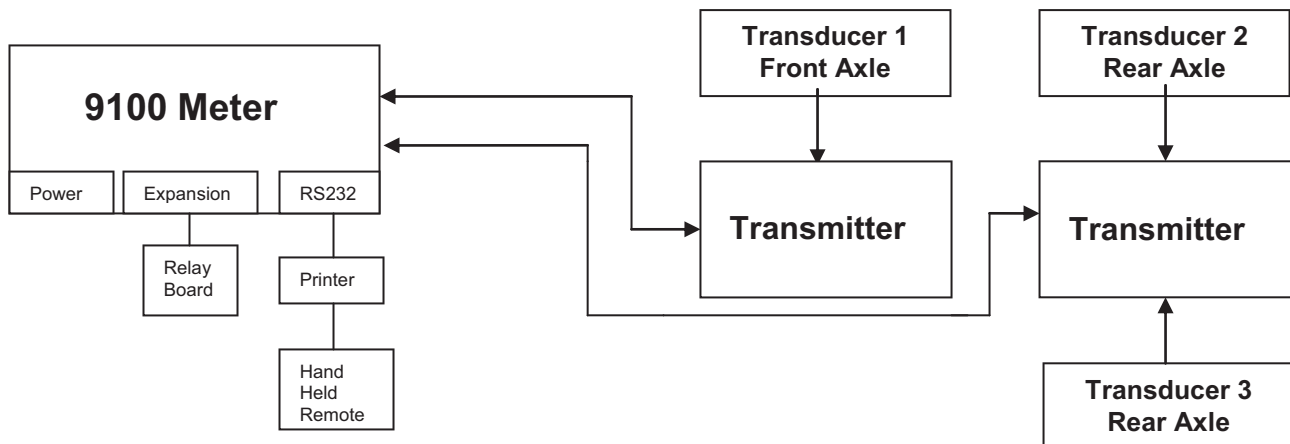 9100 Meter
Power
Expansion
RS232
Relay
Board
Printer
Hand
Held
Remote
Transducer 1
Front Axle
Transmitter
Transducer 2
Rear Axle
Transmitter
Transducer 3
Rear Axle